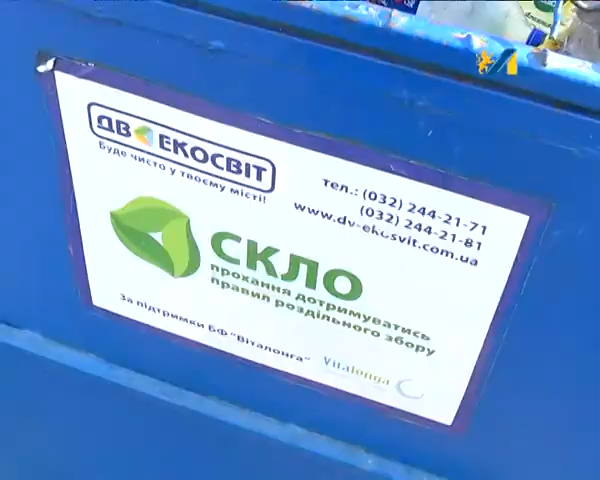 ДВ ЕКОСВІТ
Буде чисто у твоєму місті!
тел.: (032) 244-21-71
(032) 244-21-81
www.dv-ekosvit.com.ua
СКЛО
прохання дотримуватись
правил роздільного збору
За підтримки БФ "Віталонга"
Vitalonga